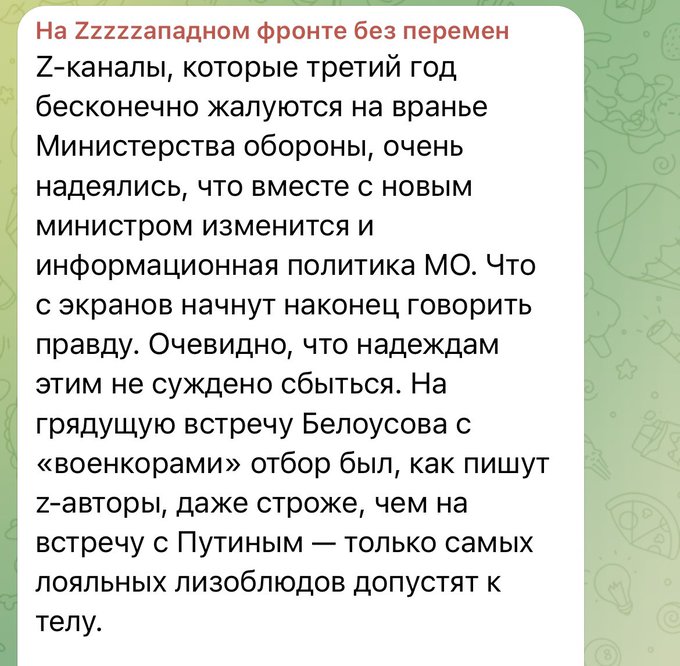 На Zzzzzападном фронте без перемен
Z-каналы, которые третий год
бесконечно жалуются на вранье
Министерства обороны, очень
надеялись, что вместе с новым
министром изменится и
информационная политика МО. Что
с экранов начнут наконец говорить
правду. Очевидно, что надеждам
этим не суждено сбыться. На
грядущую встречу Белоусова с
«военкорами» отбор был, как пишут
z-авторы, даже строже, чем на
встречу с Путиным — только самых
лояльных лизоблюдов допустят к
телу.